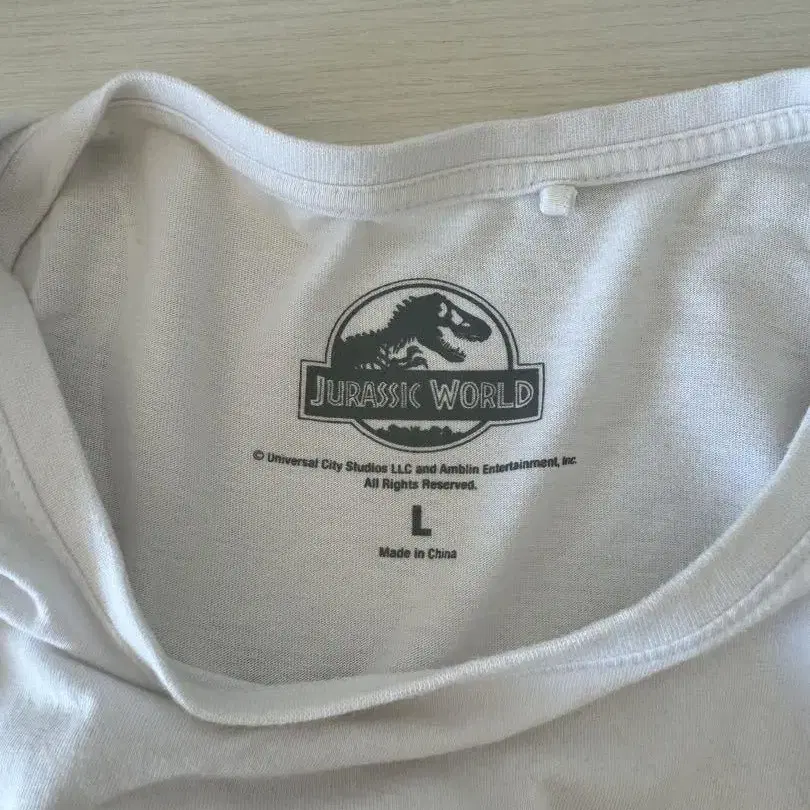 JURASSIC WORLD
© Universal City Studios LLC and Amblin Entertainment, Inc.
All Rights Reserved.
L
Made in China